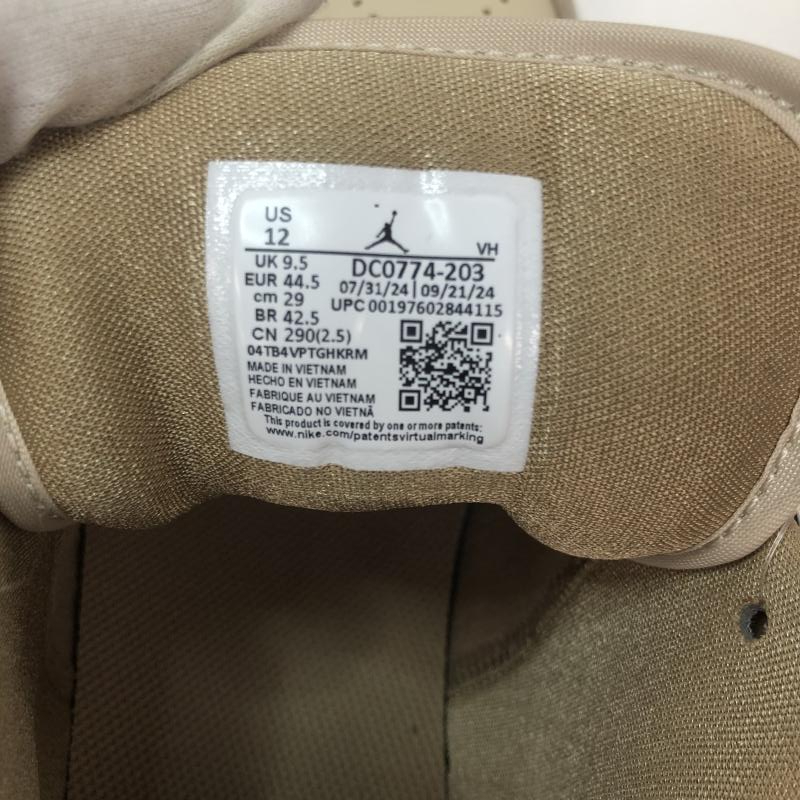 US
12
VH
UK 9.5
EUR 44.5
cm 29
BR 42.5
CN 290(2.5)
DC0774-203
07/31/24 | 09/21/24
UPC 00197602844115
04TB4VPTGHKRM
MADE IN VIETNAM
HECHO EN VIETNAM
FABRIQUE AU VIETNAM
FABRICADO NO VIETNÃ
This product is covered by one or more patents:
www.nike.com/patentsvirtualmarking